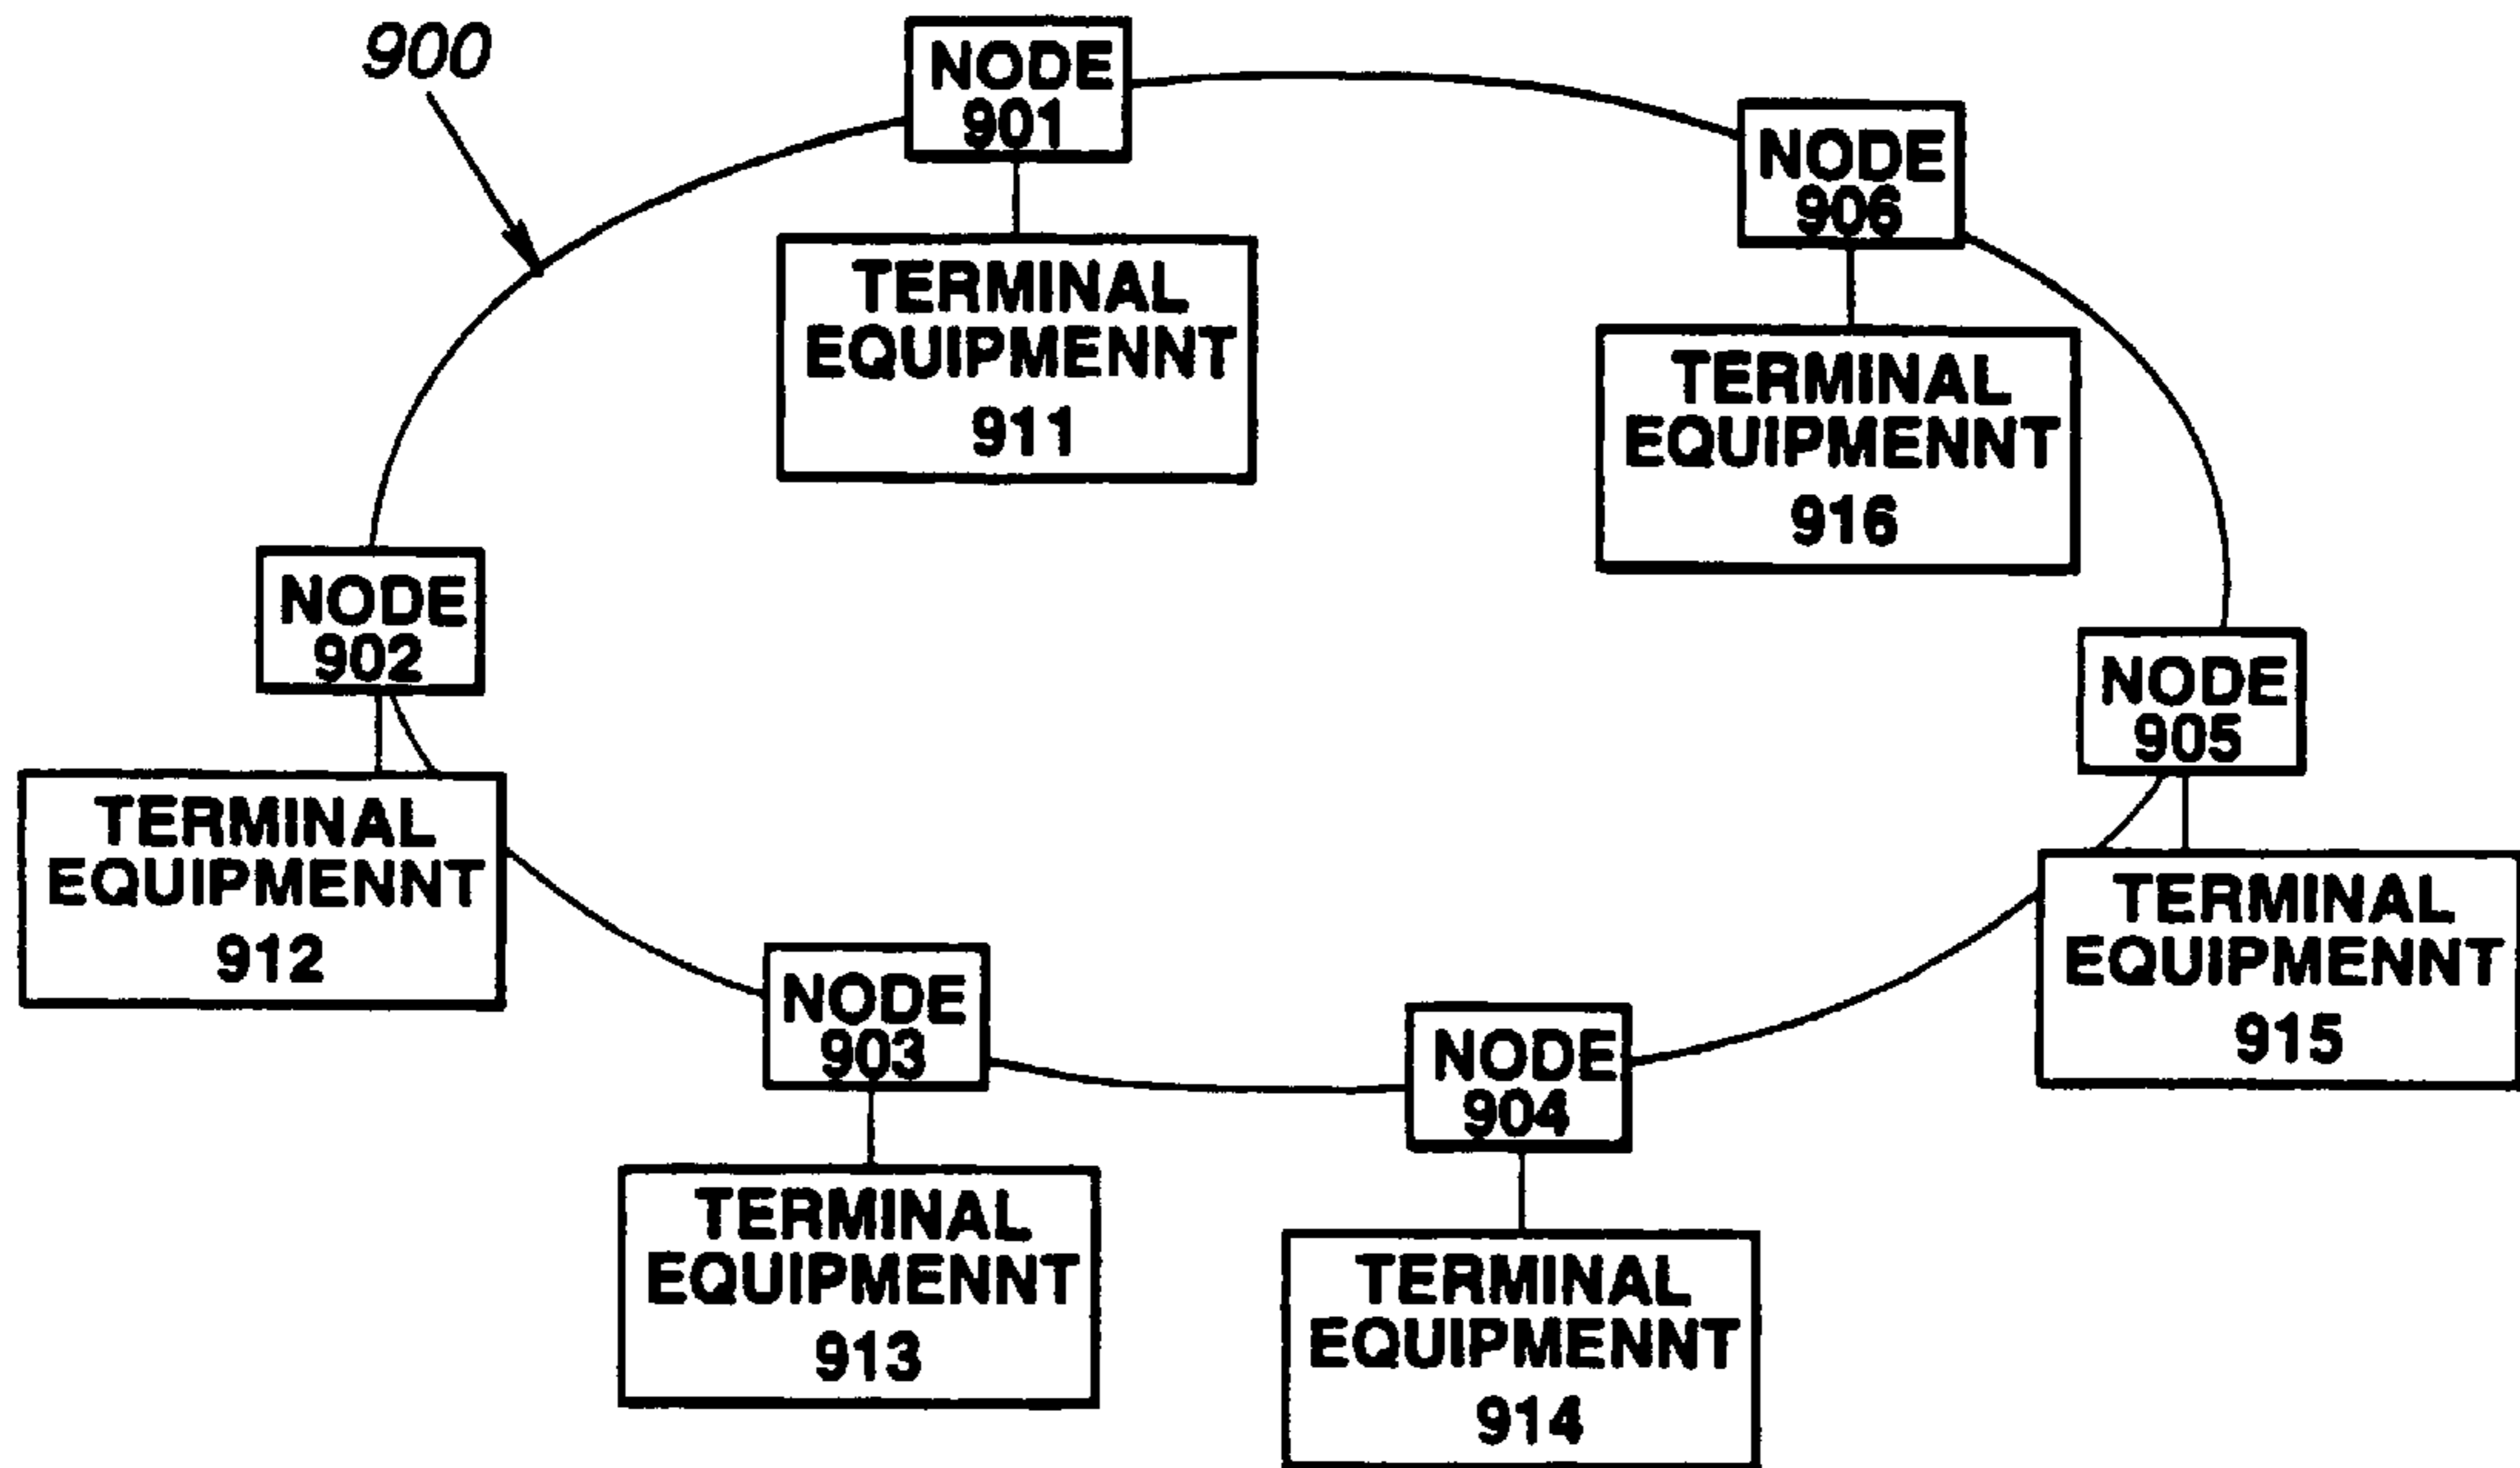 900
NODE
901
NODE
906
TERMINAL
EQUIPMENNT
911
TERMINAL
EQUIPMENNT
916
NODE
902
NODE
905
TERMINAL
EQUIPMENNT
912
TERMINAL
EQUIPMENNT
915
NODE
903
NODE
904
TERMINAL
EQUIPMENNT
913
TERMINAL
EQUIPMENNT
914